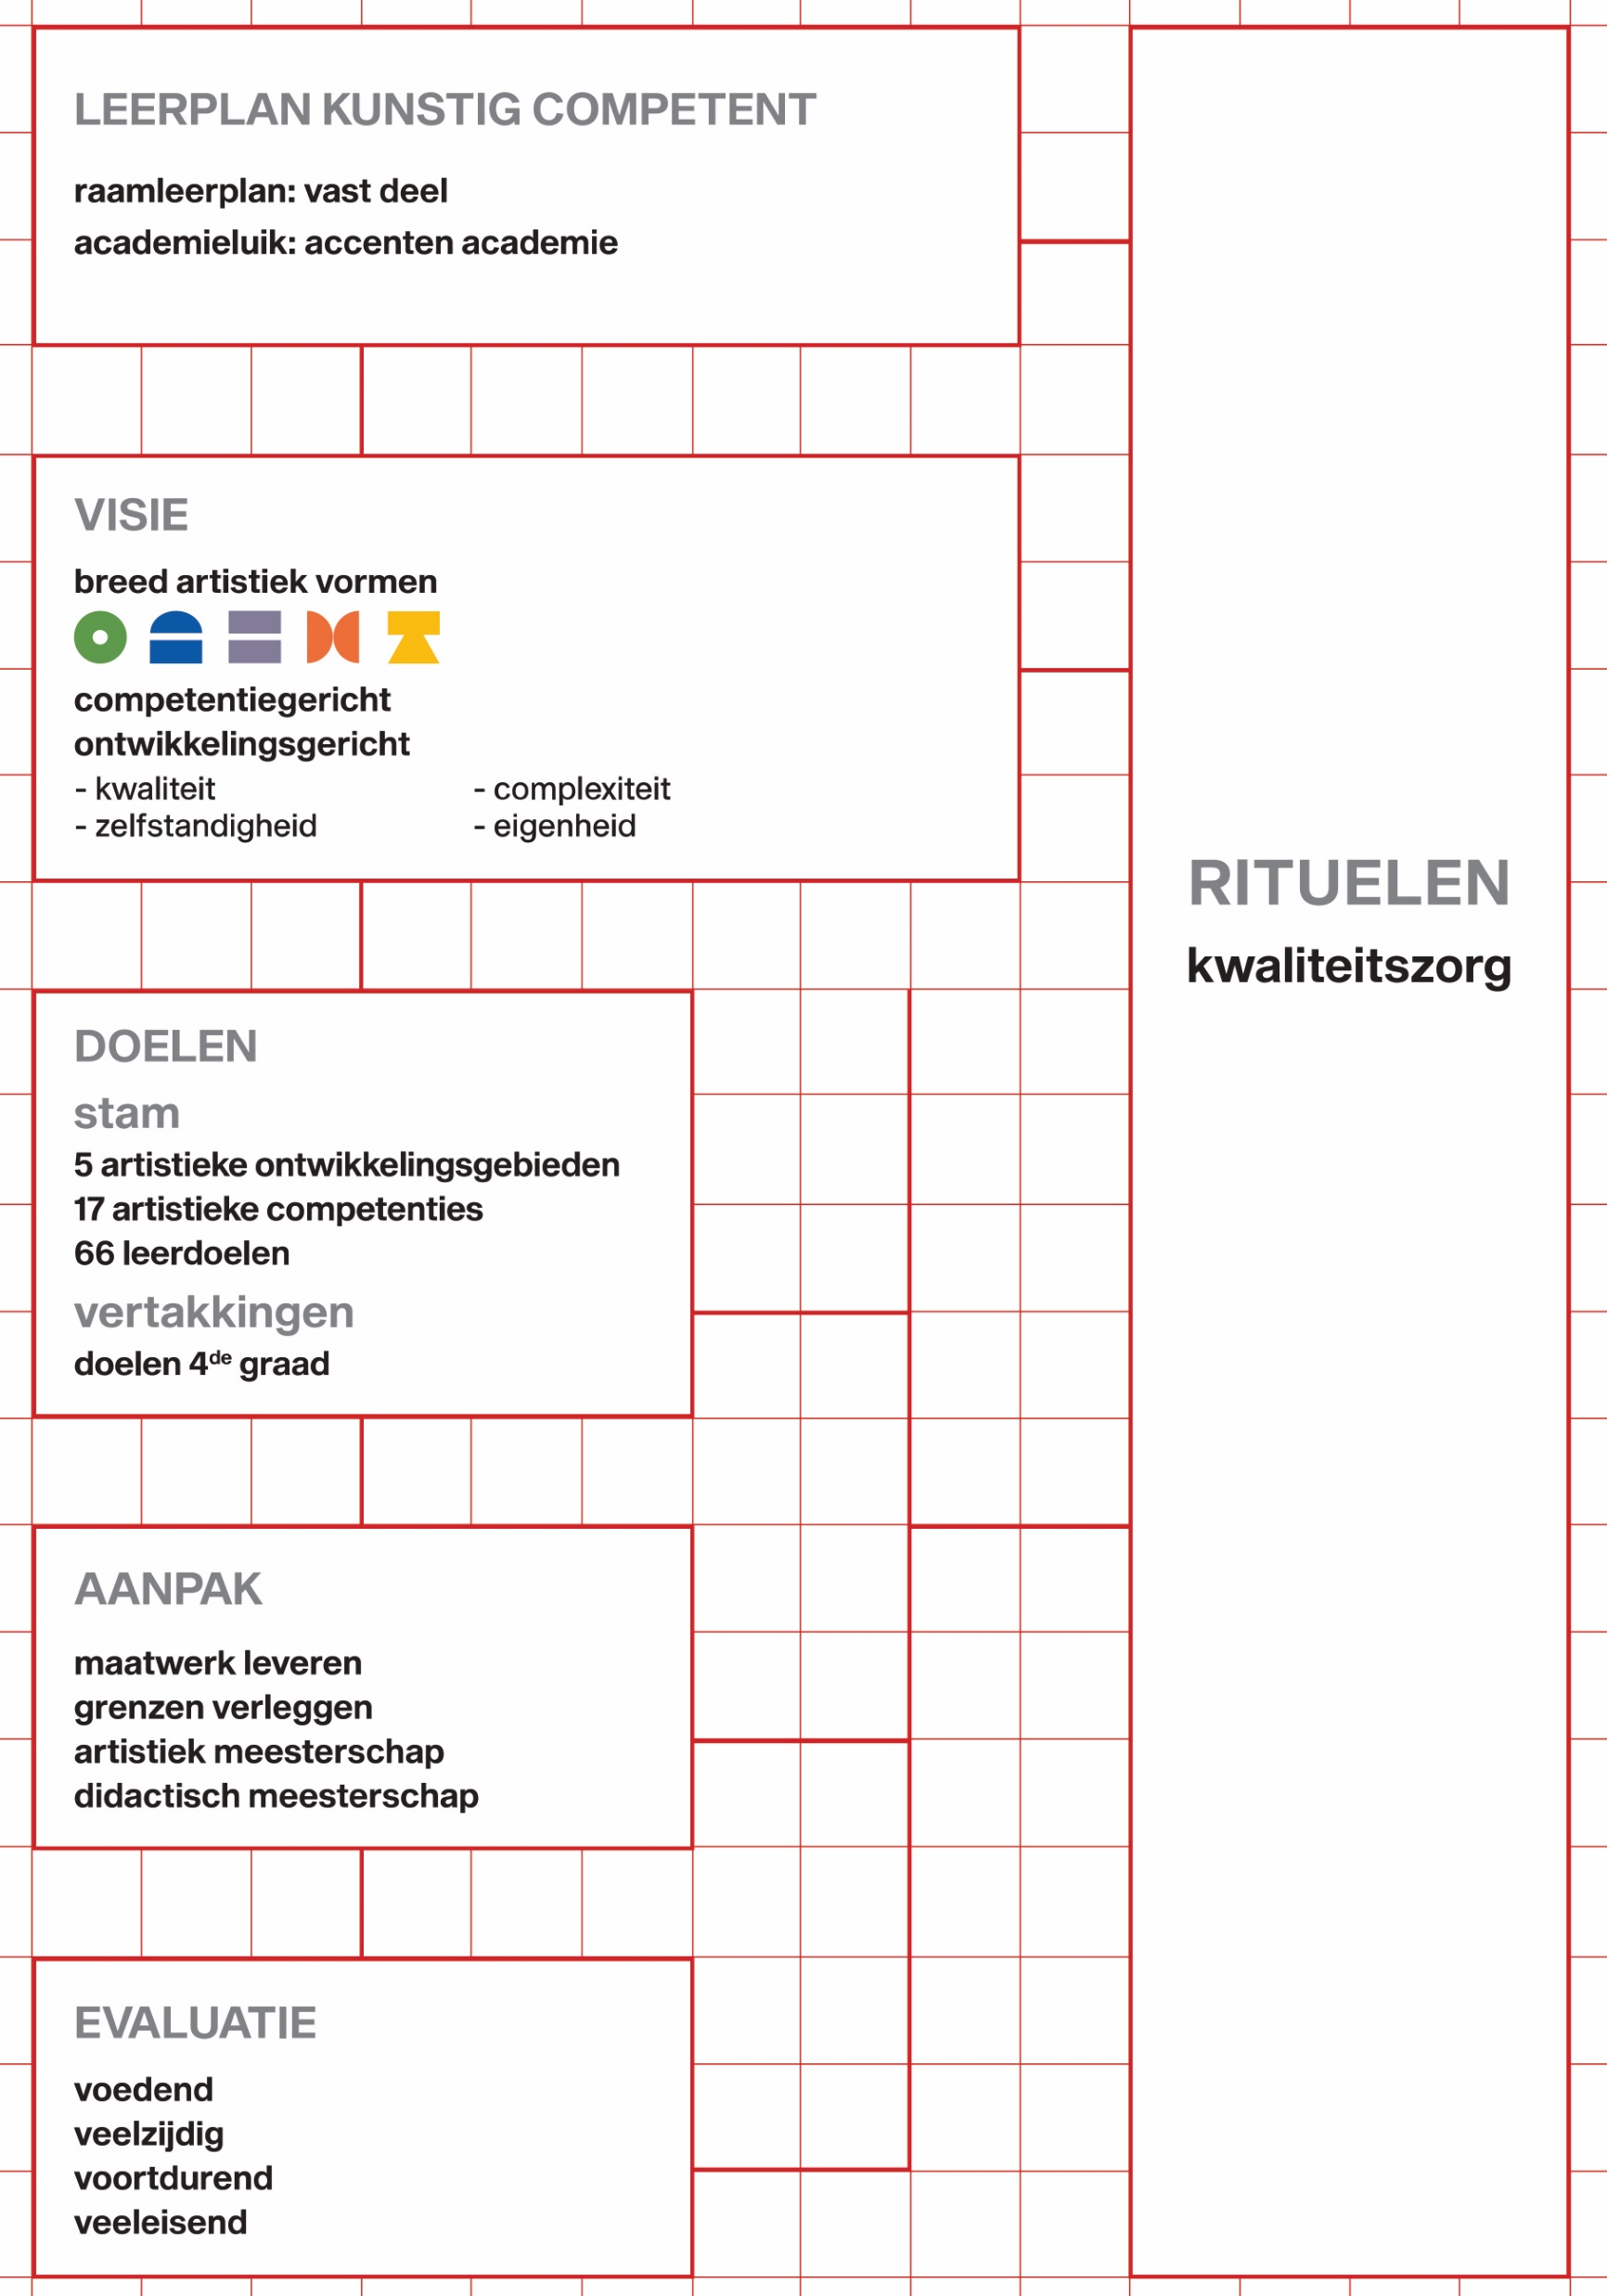 LEERPLAN KUNSTIG COMPETENT
raamleerplan: vast deel
academieluik: accenten academie
VISIE
breed artistiek vormen
competentiegericht
ontwikkelingsgericht
- kwaliteit - complexiteit
- zelfstandigheid - eigenheid
DOELEN
stam
5 artistieke ontwikkelingsgebieden
17 artistieke competenties
66 leerdoelen
vertakkingen
doelen 4de graad
AANPAK
maatwerk leveren
grenzen verleggen
artistiek meesterschap
didactisch meesterschap
EVALUATIE
voedend
veelzijdig
voortdurend
veeleisend
RITUELEN
kwaliteitszorg